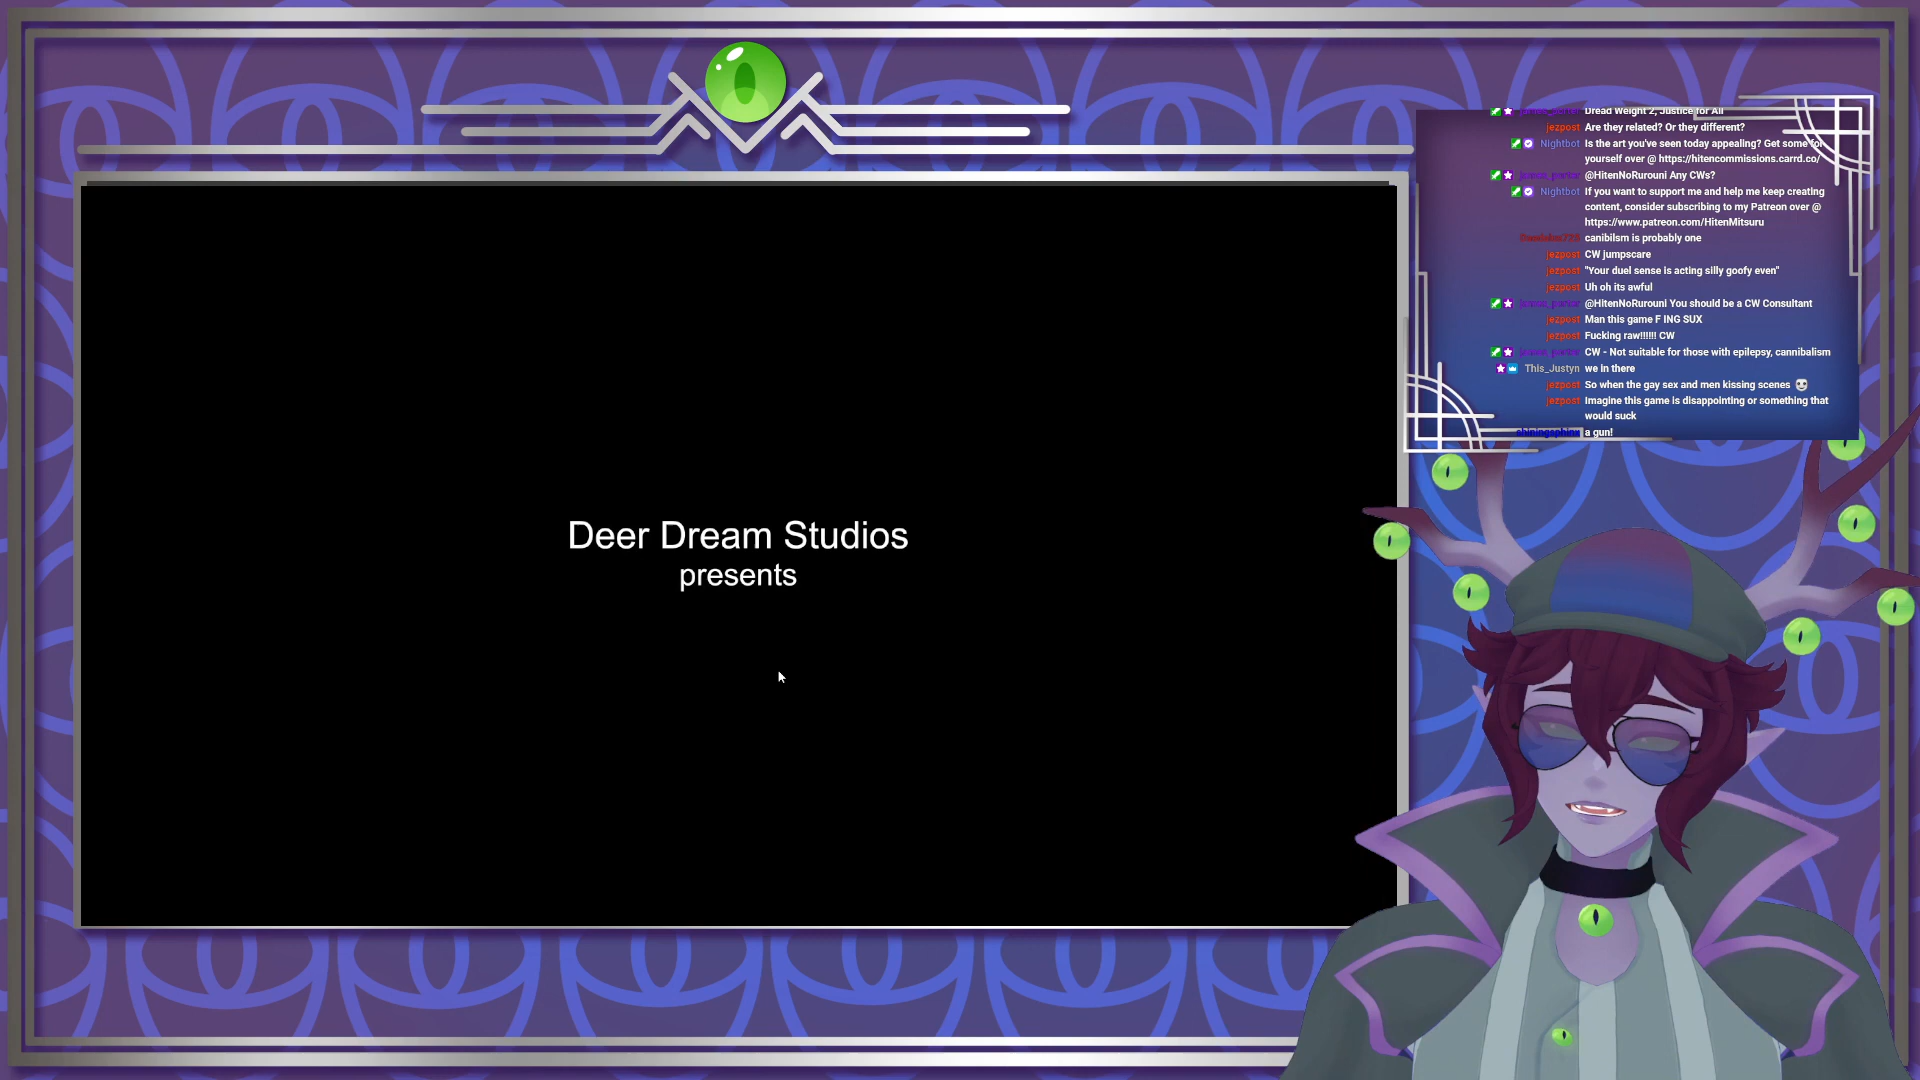 Deer Dream Studios
presents
Dread Weight 2, Justice for All
jezpost Are they related? Or they different?
Nightbot Is the art you've seen today appealing? Get some for
yourself over @ https://hitencommissions.carrd.co/
@HitenNoRurouni Any CWs?
Nightbot If you want to support me and help me keep creating
content, consider subscribing to my Patreon over @
https://www.patreon.com/HitenMitsuru
canibilsm is probably one
jezpost CW jumpscare
jezpost "Your duel sense is acting silly goofy even"
jezpost Uh oh its awful
@HitenNoRurouni You should be a CW Consultant
jezpost Man this game F ING SUX
jezpost Fucking raw!!!!!! CW
CW - Not suitable for those with epilepsy, cannibalism
This_Justyn we in there
jezpost So when the gay sex and men kissing scenes
jezpost Imagine this game is disappointing or something that
would suck
shiningsphinx a gun!